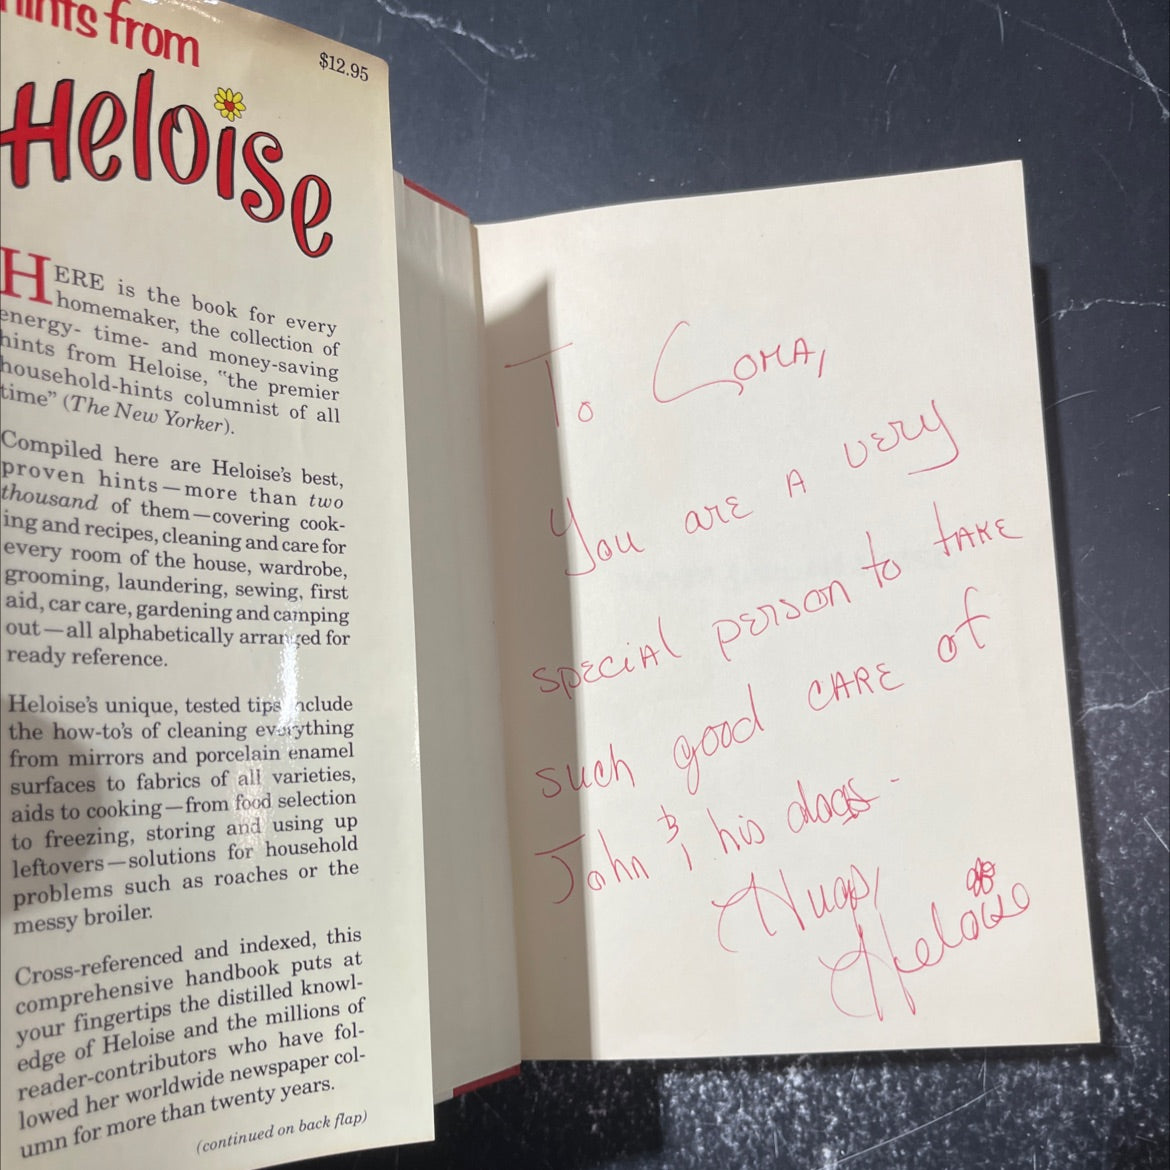 hints from
Heloise
$12.95
HERE is the book for every
homemaker, the collection of
energy- time- and money-saving
hints from Heloise, "the premier
household-hints columnist of all
time" (The New Yorker).
Compiled here are Heloise's best,
proven hints—more than two
thousand of them—covering cook-
ing and recipes, cleaning and care for
every room of the house, wardrobe,
grooming, laundering, sewing, first
aid, car care, gardening and camping
out—all alphabetically arranged for
ready reference.
Heloise's unique, tested tips include
the how-to's of cleaning everything
from mirrors and porcelain enamel
surfaces to fabrics of all varieties,
aids to cooking—from food selection
to freezing, storing and using up
leftovers—solutions for household
problems such as roaches or the
messy broiler.
Cross-referenced and indexed, this
comprehensive handbook puts at
your fingertips the distilled knowl-
edge of Heloise and the millions of
reader-contributors who have fol-
lowed her worldwide newspaper col-
umn for more than twenty years.
(continued on back flap)
To
You are a very
special person to take
such good care of
John & his dogs -
Hugs,
Heloise